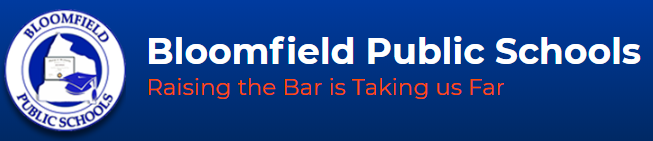 BLOOMFIELD
PUBLIC SCHOOLS
Bloomfield Public Schools
Raising the Bar is Taking us Far